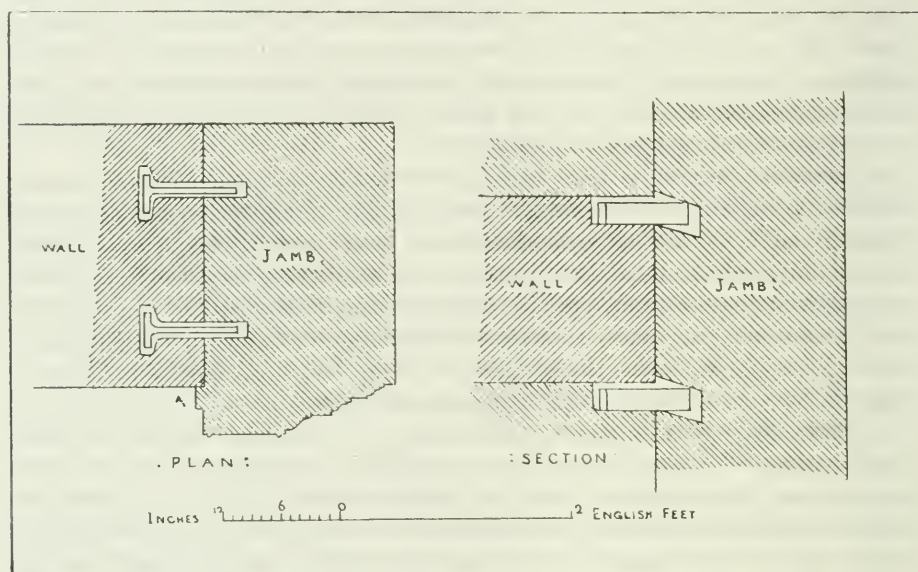 WALL
JAMB.
A.
. PLAN :
WALL
JAMB:
: SECTION
INCHES 12 6 0 2 ENGLISH FEET